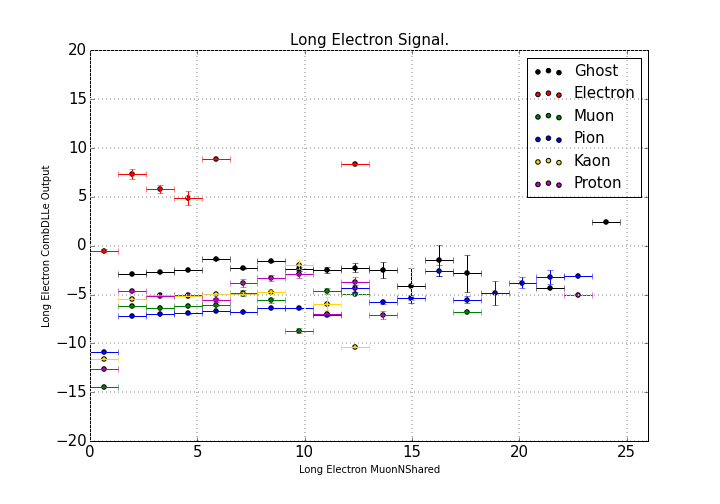 Long Electron Signal.
20
15
10
5
0
−5
−10
−15
−20
0
5
10
15
20
25
Long Electron CombDLLe Output
Long Electron MuonNShared
Ghost
Electron
Muon
Pion
Kaon
Proton